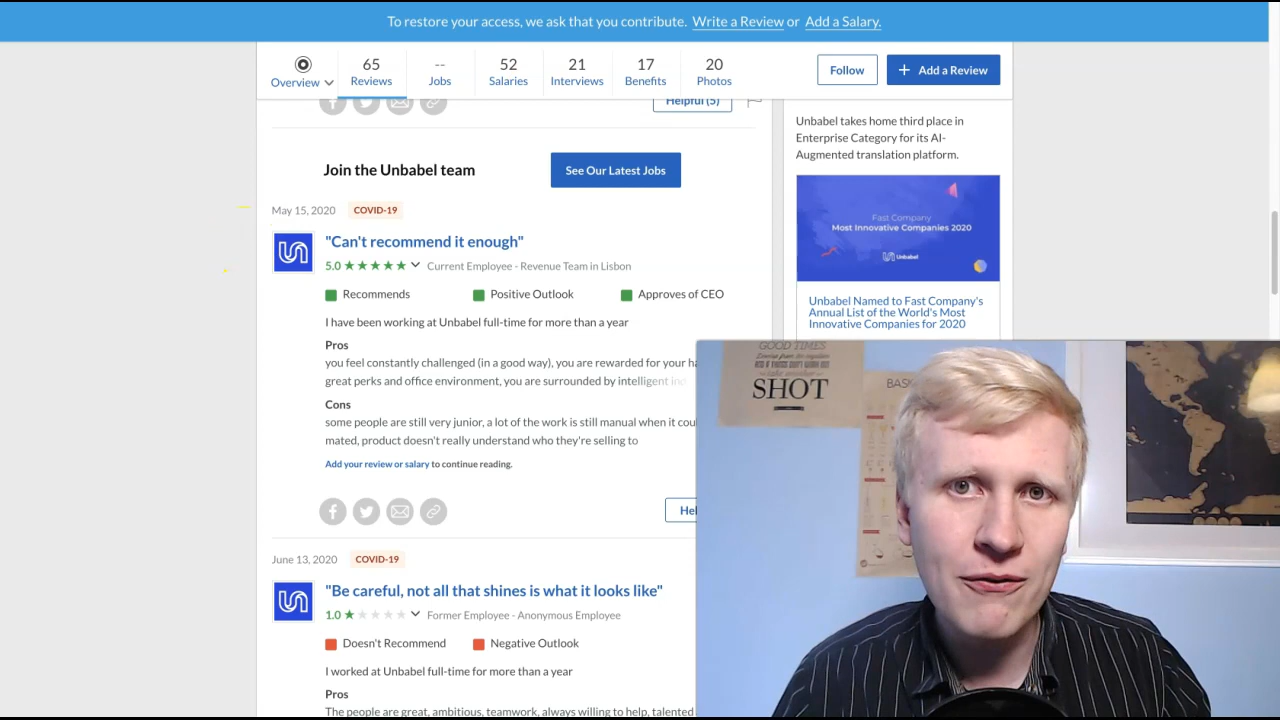 To restore your access, we ask that you contribute. Write a Review or Add a Salary.
Overview
65
Reviews
--
Jobs
52
Salaries
21
Interviews
17
Benefits
20
Photos
Follow
+ Add a Review
Helpful (5)
Join the Unbabel team
See Our Latest Jobs
May 15, 2020 COVID-19
"Can't recommend it enough"
5.0 ★★★★★ Current Employee - Revenue Team in Lisbon
Recommends Positive Outlook Approves of CEO
I have been working at Unbabel full-time for more than a year
Pros
you feel constantly challenged (in a good way), you are rewarded for your ha
great perks and office environment, you are surrounded by intelligent
Cons
some people are still very junior, a lot of the work is still manual when it cou
mated, product doesn't really understand who they're selling to
Add your review or salary to continue reading.
Hel
June 13, 2020 COVID-19
"Be careful, not all that shines is what it looks like"
1.0 ★★★★★ Former Employee - Anonymous Employee
Doesn't Recommend Negative Outlook
I worked at Unbabel full-time for more than a year
Pros
The people are great, ambitious, teamwork, always willing to help, talented
Unbabel takes home third place in
Enterprise Category for its AI-
Augmented translation platform.
Fast Company
Most Innovative Companies 2020
Unbabel
Unbabel Named to Fast Company's
Annual List of the World's Most
Innovative Companies for 2020
GOOD TIMES
SHOT
BAS